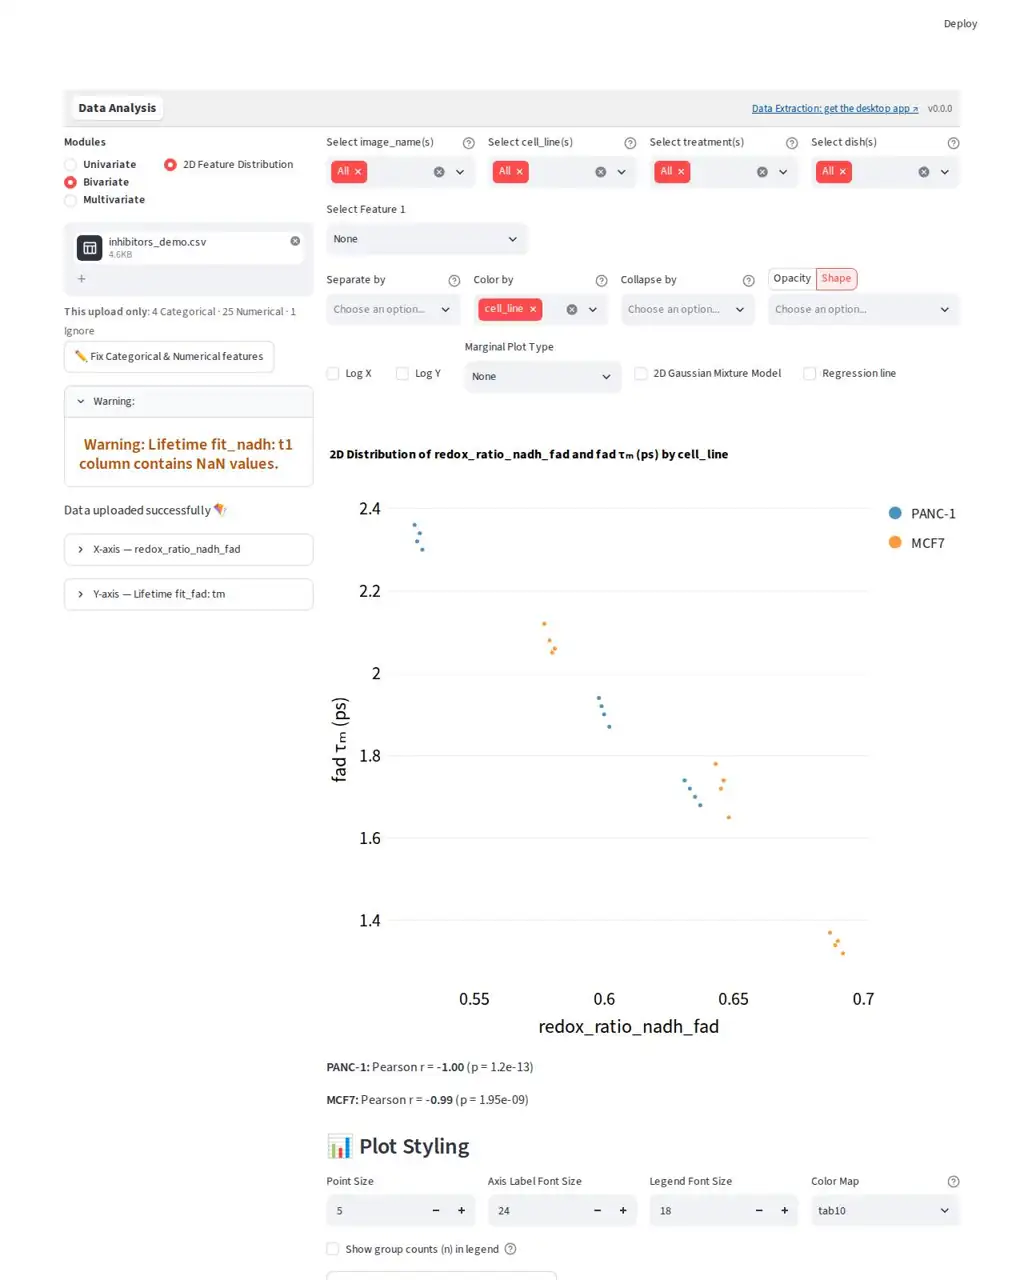 Deploy
Data Analysis
Data Extraction: get the desktop app ↗ v0.0.0
Modules
Univariate
2D Feature Distribution
Bivariate
Multivariate
inhibitors_demo.csv
4.6KB
+
This upload only: 4 Categorical · 25 Numerical · 1
Ignore
✏️ Fix Categorical & Numerical features
Warning:
Warning: Lifetime fit_nadh: t1
column contains NaN values.
Data uploaded successfully 🪁
X-axis — redox_ratio_nadh_fad
Y-axis — Lifetime fit_fad: tm
Select image_name(s)
Select cell_line(s)
Select treatment(s)
Select dish(s)
All ×
All ×
All ×
All ×
Select Feature 1
None
Separate by
Color by
Collapse by
Opacity
Shape
Choose an option...
cell_line ×
Choose an option...
Choose an option...
Marginal Plot Type
Log X
Log Y
None
2D Gaussian Mixture Model
Regression line
2D Distribution of redox_ratio_nadh_fad and fad τₘ (ps) by cell_line
2.4
2.2
2
1.8
1.6
1.4
fad τₘ (ps)
PANC-1
MCF7
0.55
0.6
0.65
0.7
redox_ratio_nadh_fad
PANC-1: Pearson r = -1.00 (p = 1.2e-13)
MCF7: Pearson r = -0.99 (p = 1.95e-09)
📊 Plot Styling
Point Size
Axis Label Font Size
Legend Font Size
Color Map
5 − +
24 − +
18 − +
tab10
Show group counts (n) in legend